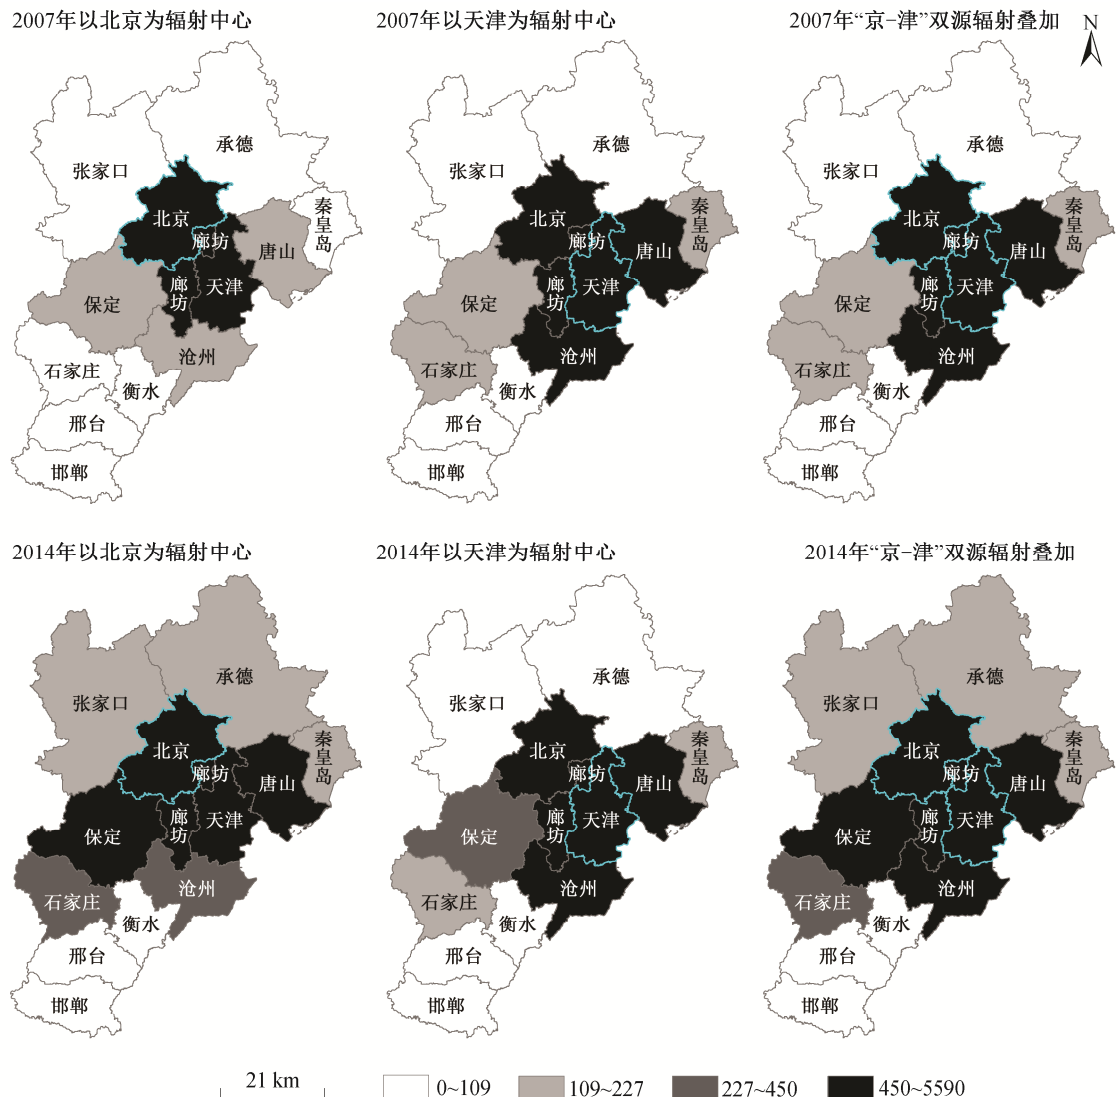 2007年以北京为辐射中心
2007年以天津为辐射中心
2007年“京-津”双源辐射叠加
N
承德
张家口
北京
秦皇岛
廊坊
唐山
廊坊
天津
保定
沧州
石家庄
衡水
邢台
邯郸
承德
张家口
北京
秦皇岛
廊坊
唐山
廊坊
天津
保定
沧州
石家庄
衡水
邢台
邯郸
承德
张家口
北京
秦皇岛
廊坊
唐山
廊坊
天津
保定
沧州
石家庄
衡水
邢台
邯郸
2014年以北京为辐射中心
2014年以天津为辐射中心
2014年“京-津”双源辐射叠加
承德
张家口
北京
秦皇岛
廊坊
唐山
廊坊
天津
保定
沧州
石家庄
衡水
邢台
邯郸
承德
张家口
北京
秦皇岛
廊坊
唐山
廊坊
天津
保定
沧州
石家庄
衡水
邢台
邯郸
承德
张家口
北京
秦皇岛
廊坊
唐山
廊坊
天津
保定
沧州
石家庄
衡水
邢台
邯郸
21 km
0~109
109~227
227~450
450~5590